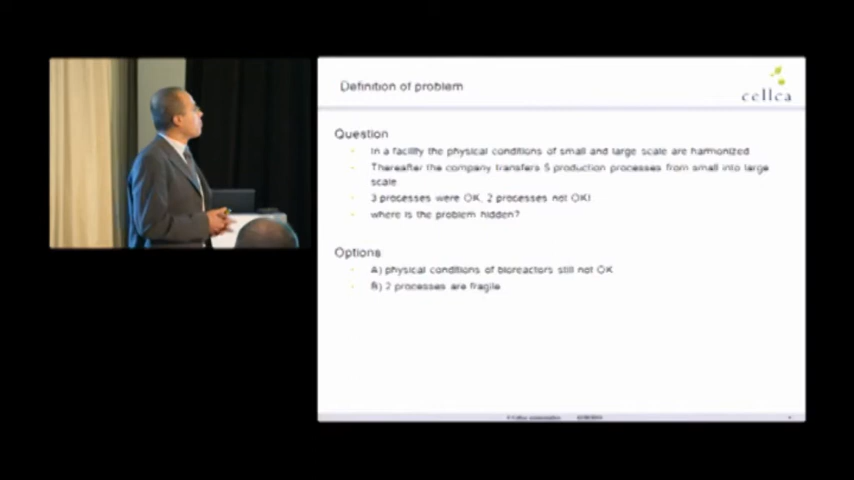 Definition of problem
cellca
Question
In a facility the physical conditions of small and large scale are harmonized
Thereafter the company transfers 5 production processes from small into large
scale
3 processes were OK, 2 processes not OK!
where is the problem hidden?
Options
A) physical conditions of bioreactors still not OK
B) 2 processes are fragile